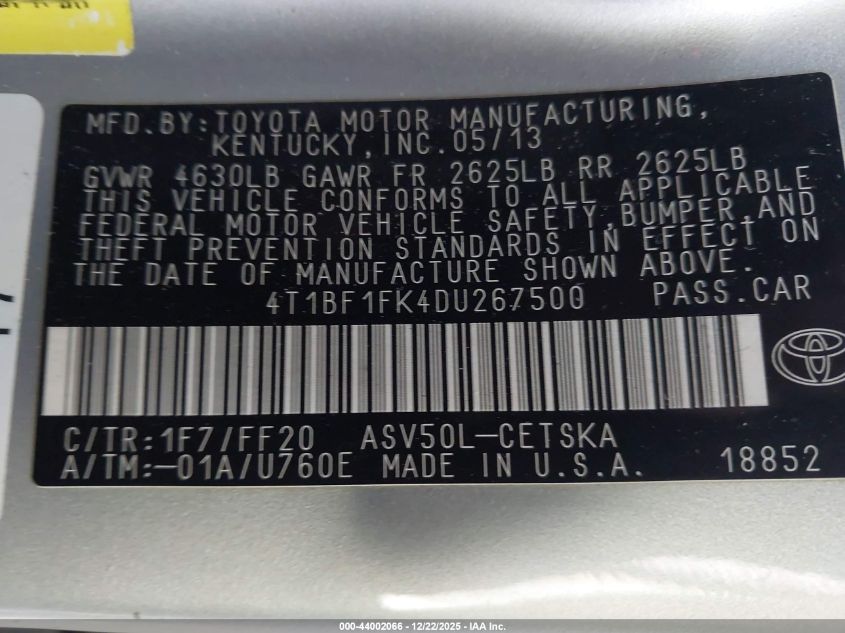 MFD.BY:TOYOTA MOTOR MANUFACTURING,
KENTUCKY,INC.05/13
GVWR 4630LB GAWR FR 2625LB RR 2625LB
THIS VEHICLE CONFORMS TO ALL APPLICABLE
FEDERAL MOTOR VEHICLE SAFETY,BUMPER,AND
THEFT PREVENTION STANDARDS IN EFFECT ON
THE DATE OF MANUFACTURE SHOWN ABOVE.
4T1BF1FK4DU267500 PASS.CAR
C/TR:1F7/FF20 ASV50L-CETSKA
A/TM:-01A/U760E MADE IN U.S.A. 18852
000-44002066 - 12/22/2025 - IAA Inc.